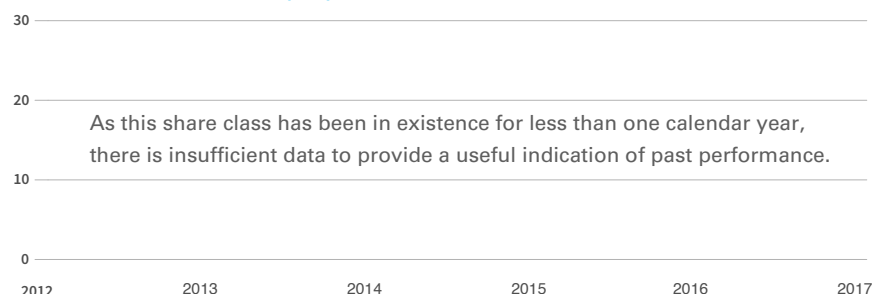 30
20
As this share class has been in existence for less than one calendar year,
there is insufficient data to provide a useful indication of past performance.
10
0
2012 2013 2014 2015 2016 2017